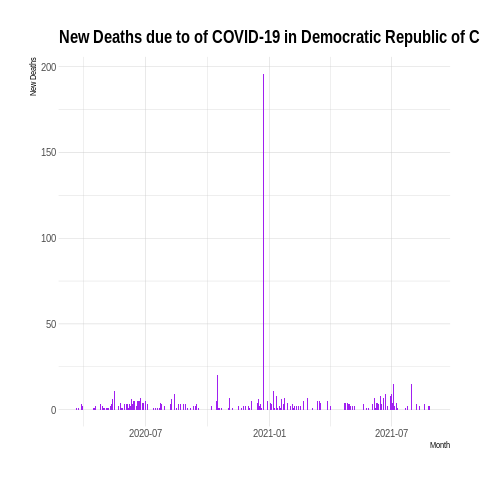 New Deaths due to of COVID-19 in Democratic Republic of C
New Deaths
200
150
100
50
0
2020-07
2021-01
2021-07
Month